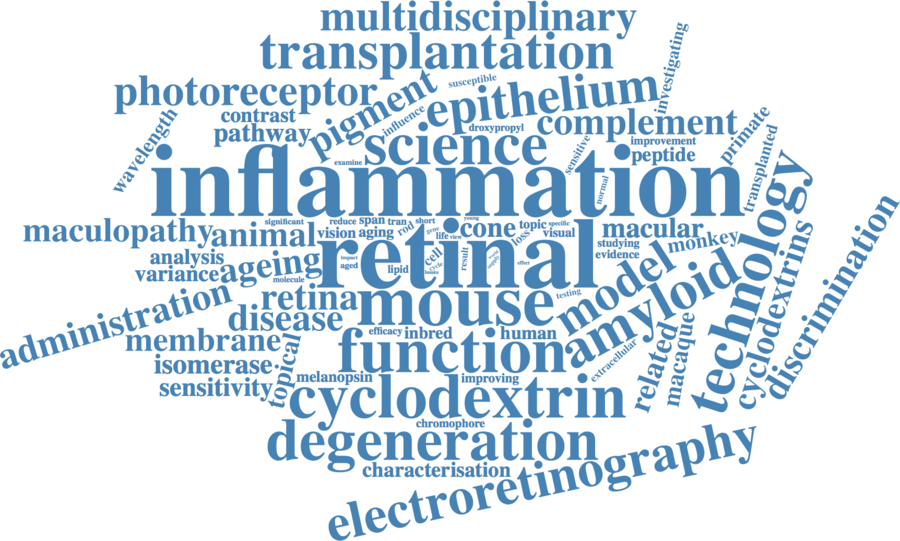 multidisciplinary
transplantation
investigating
photoreceptor
pigment
susceptible
epithelium
contrast
influence
droxypropyl
complement
wavelength
pathway
science
sensitive
improvement
peptide
primate
transplanted
examine
inflammation
normal
technology
maculopathy
animal
significant
vision
reduce
span
tran
short
young
aging
rod
gene
life
view
cone
topic
specific
loss
visual
macular
studying
evidence
monkey
discrimination
analysis
variance
ageing
molecule
retinal
impact
aged
lipid
cell
cycle
result
effect
model
amyloid
cyclodextrins
administration
retina
disease
mouse
testing
membrane
efficacy
inbred
human
function
extracellular
related
macaque
isomerase
sensitivity
topical
melanopsin
improving
cyclodextrin
chromophore
degeneration
characterisation
electroretinography